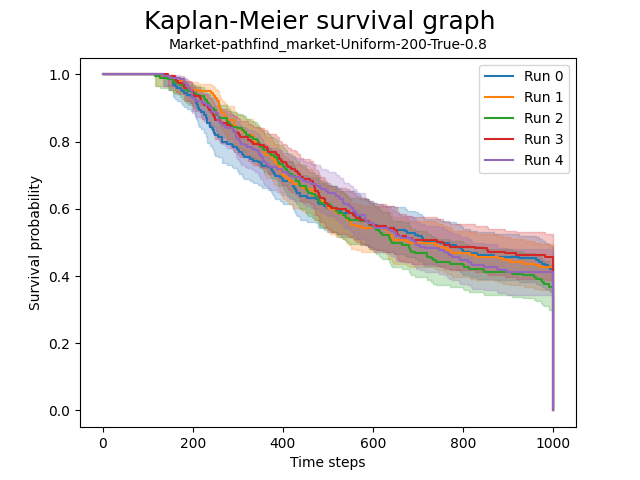 Kaplan-Meier survival graph
Market-pathfind_market-Uniform-200-True-0.8
Survival probability
1.0
0.8
0.6
0.4
0.2
0.0
Run 0
Run 1
Run 2
Run 3
Run 4
0
200
400
600
800
1000
Time steps